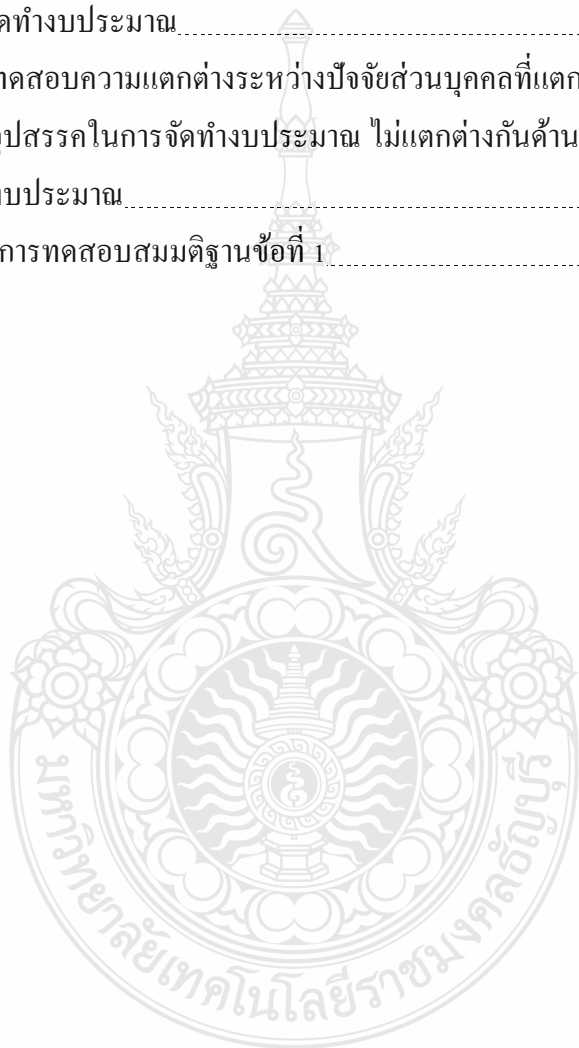 ดทำงบประมาณ
ทดสอบความแตกต่างระหว่างปัจจัยส่วนบุคคลที่แตก
ุปสรรคในการจัดทำงบประมาณ ไม่แตกต่างกันด้าน
งบประมาณ
การทดสอบสมมติฐานข้อที่ 1
มหาวิทยาลัยเทคโนโลยีราชมงคลธัญบุรี